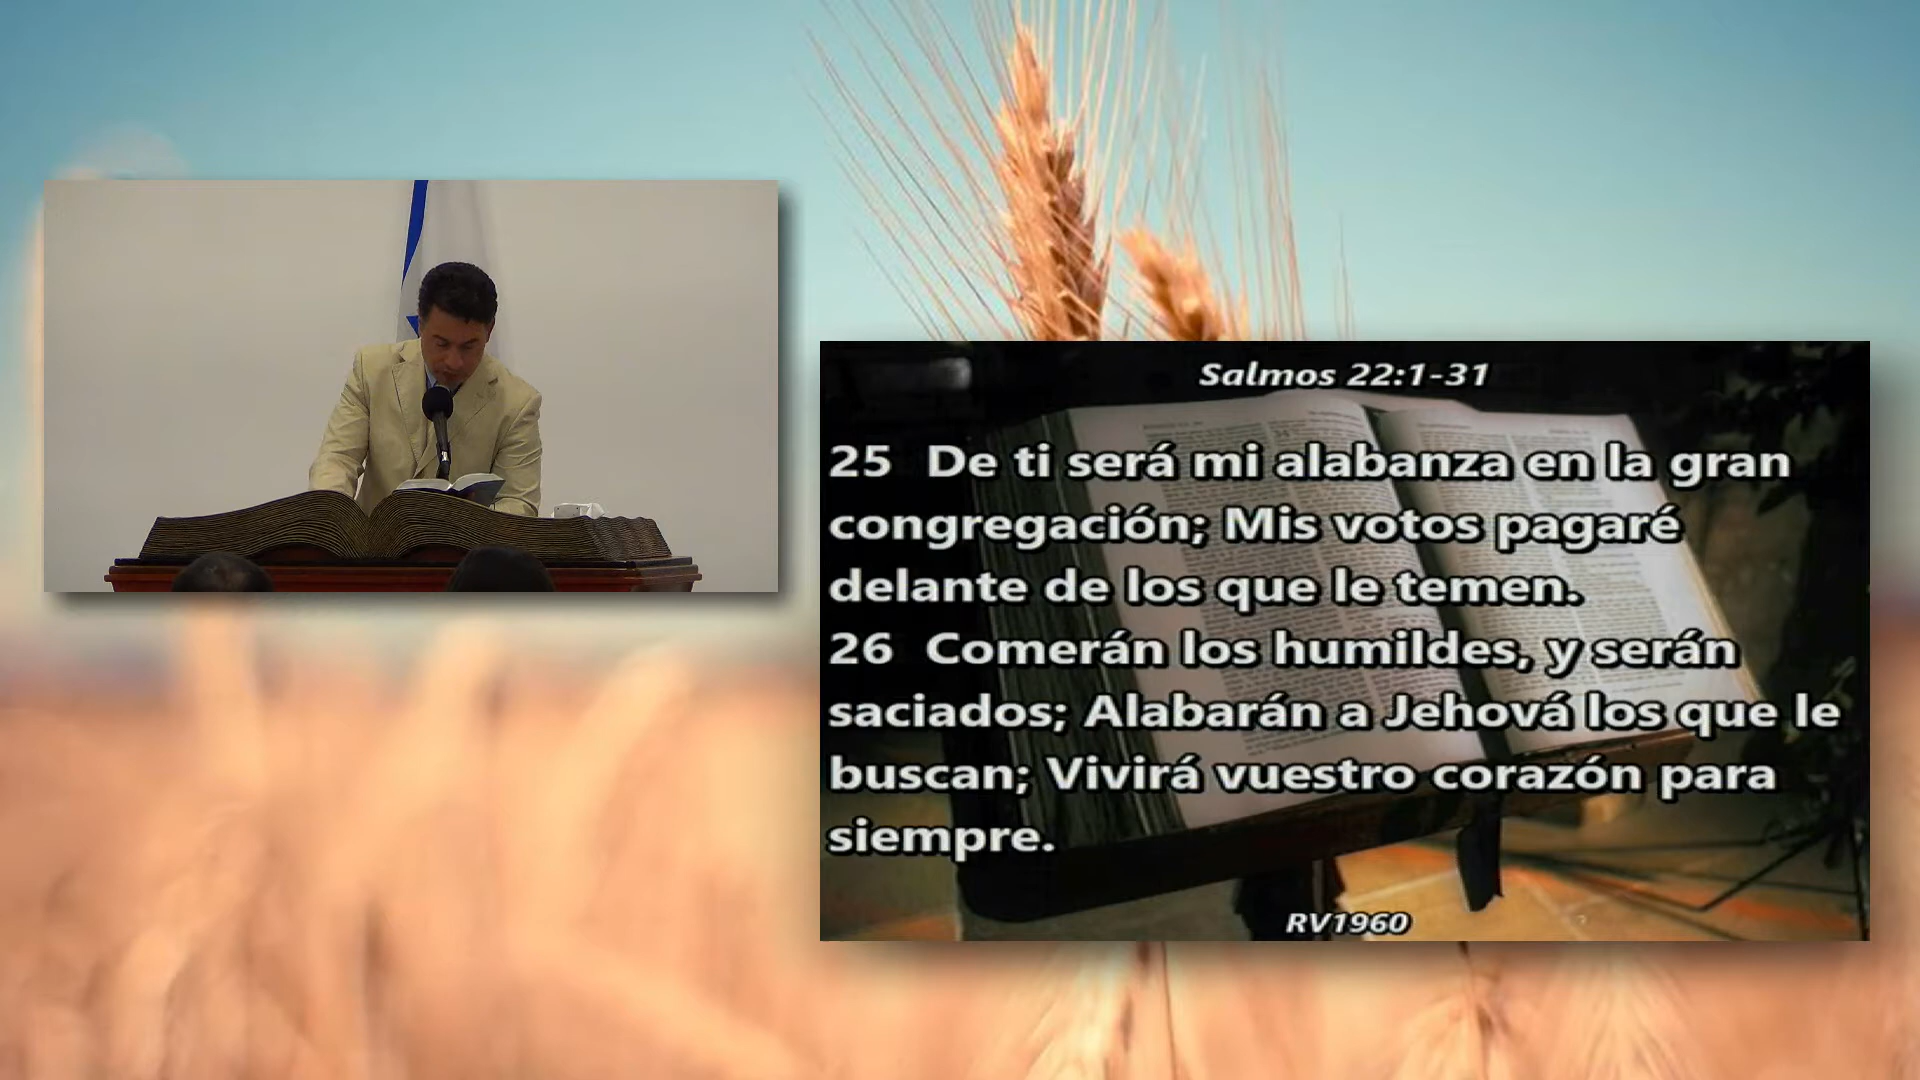 Salmos 22:1-31
25 De ti será mi alabanza en la gran
congregación; Mis votos pagaré
delante de los que le temen.
26 Comerán los humildes, y serán
saciados; Alabarán a Jehová los que le
buscan; Vivirá vuestro corazón para
siempre.
RV1960